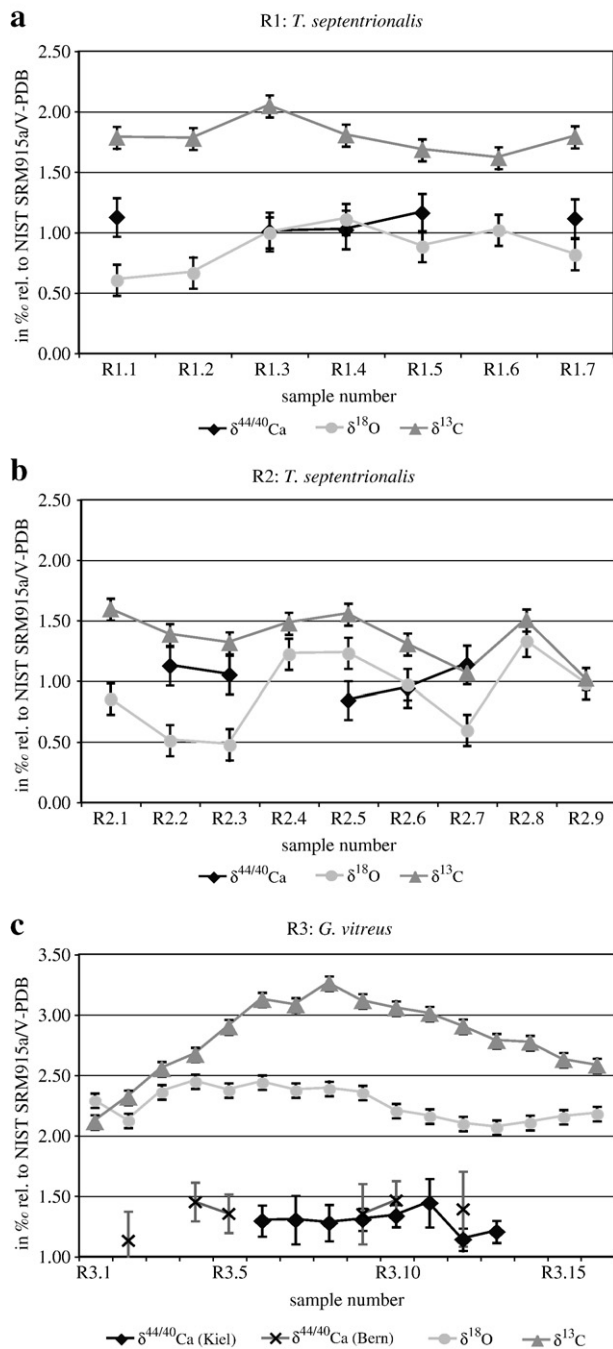 a
R1: T. septentrionalis
in ‰ rel. to NIST SRM915a/V-PDB
2.50
2.00
1.50
1.00
0.50
0.00
R1.1 R1.2 R1.3 R1.4 R1.5 R1.6 R1.7
sample number
δ44/40Ca δ18O δ13C
b
R2: T. septentrionalis
in ‰ rel. to NIST SRM915a/V-PDB
2.50
2.00
1.50
1.00
0.50
0.00
R2.1 R2.2 R2.3 R2.4 R2.5 R2.6 R2.7 R2.8 R2.9
sample number
δ44/40Ca δ18O δ13C
c
R3: G. vitreus
in ‰ rel. to NIST SRM915a/V-PDB
3.50
3.00
2.50
2.00
1.50
1.00
R3.1 R3.5 R3.10 R3.15
sample number
δ44/40Ca (Kiel) δ44/40Ca (Bern) δ18O δ13C